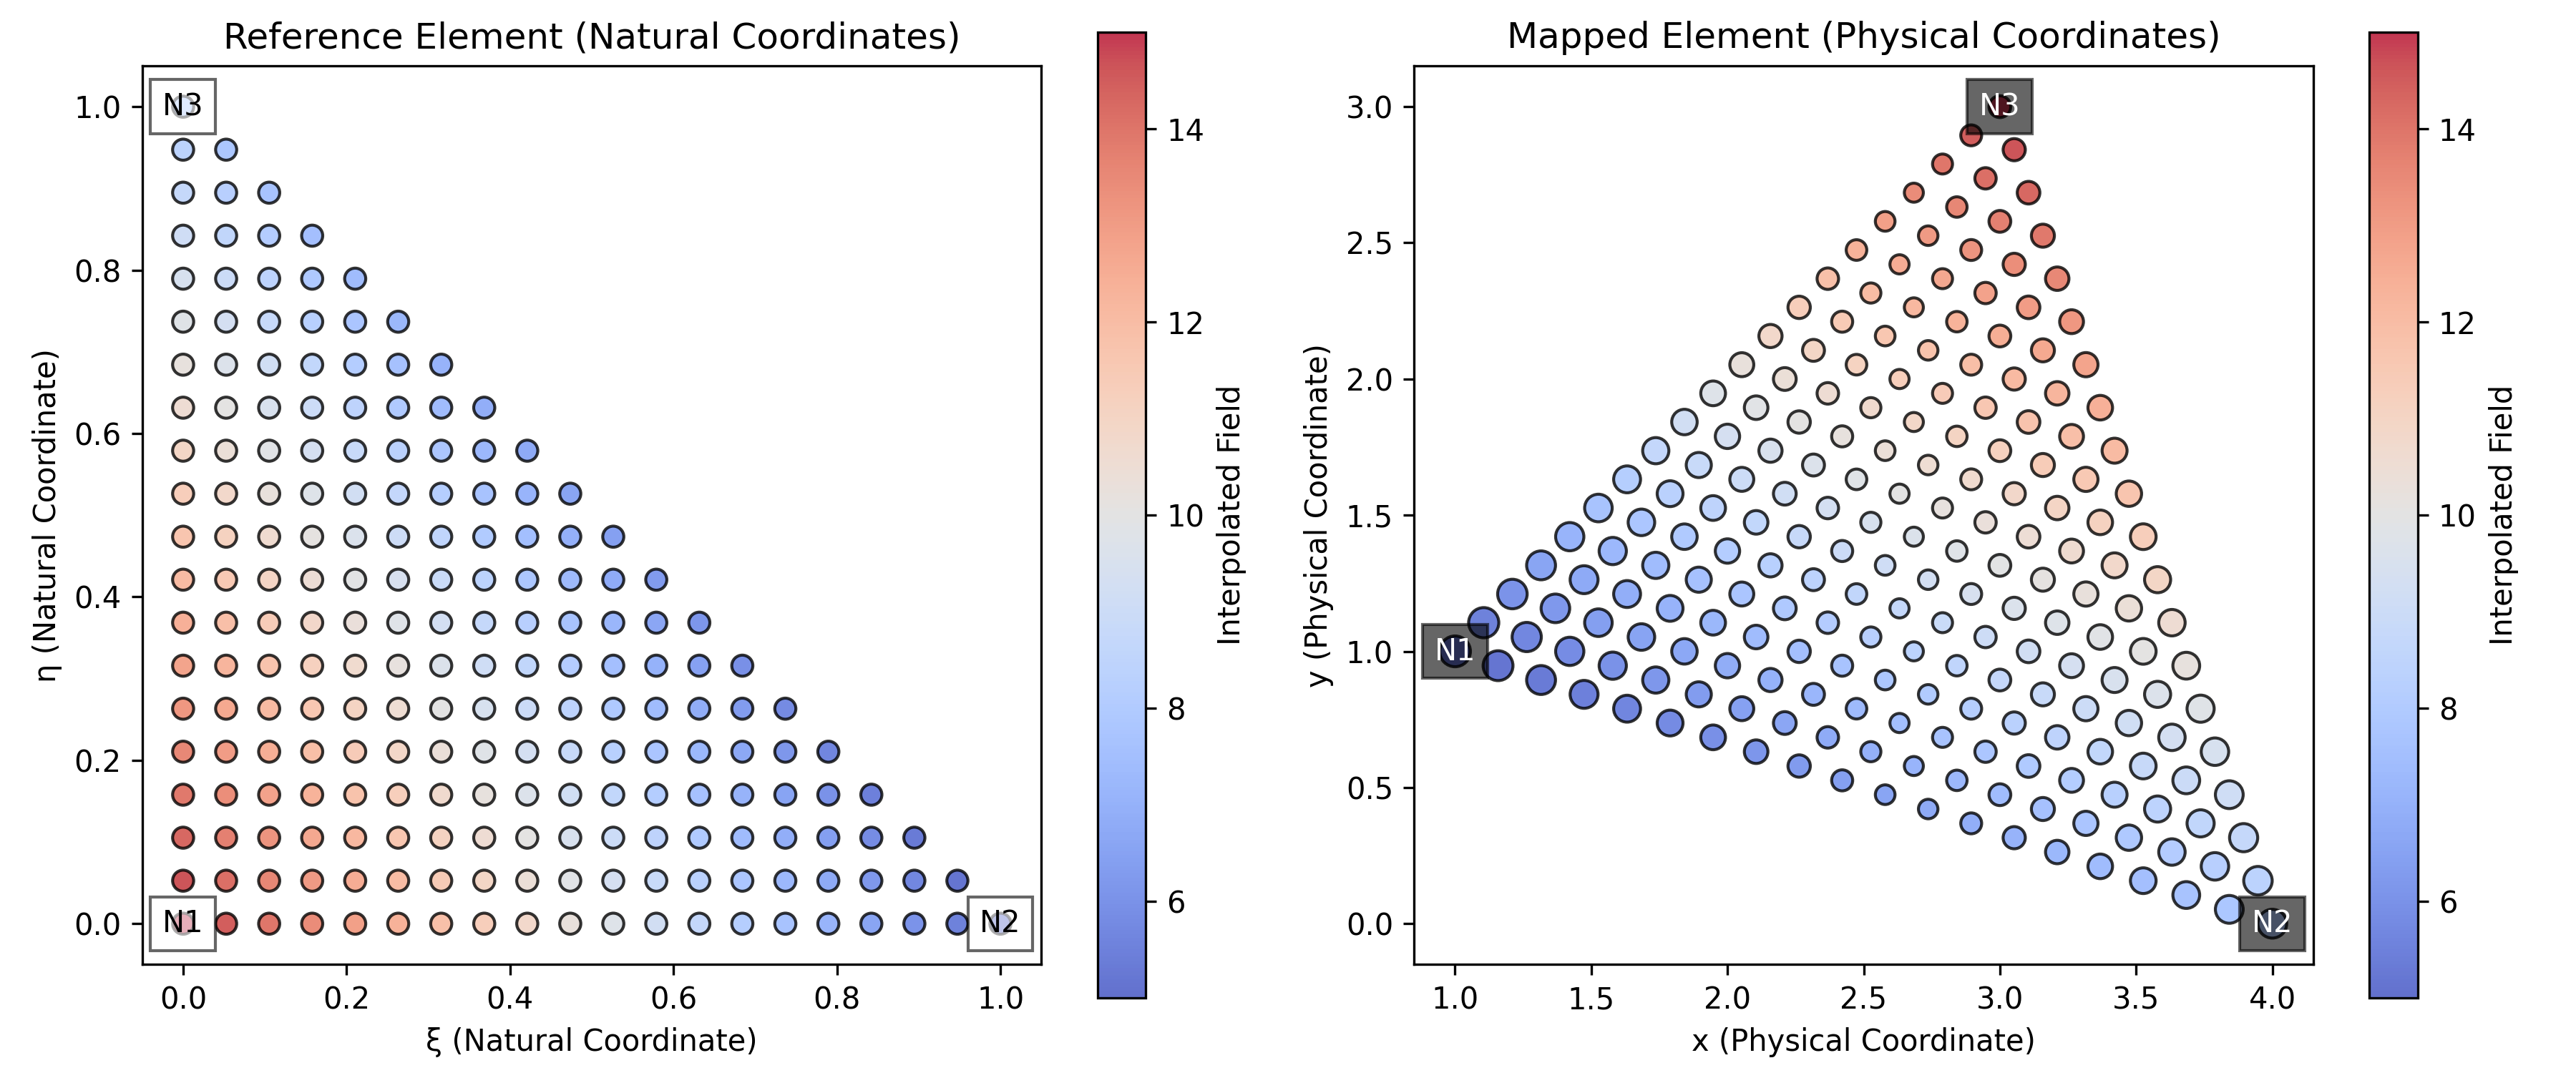 Reference Element (Natural Coordinates)
N3
N1
N2
1.0
0.8
0.6
0.4
0.2
0.0
η (Natural Coordinate)
0.0 0.2 0.4 0.6 0.8 1.0
ξ (Natural Coordinate)
14
12
10
8
6
Interpolated Field
Mapped Element (Physical Coordinates)
N3
N1
N2
3.0
2.5
2.0
1.5
1.0
0.5
0.0
y (Physical Coordinate)
1.0 1.5 2.0 2.5 3.0 3.5 4.0
x (Physical Coordinate)
14
12
10
8
6
Interpolated Field